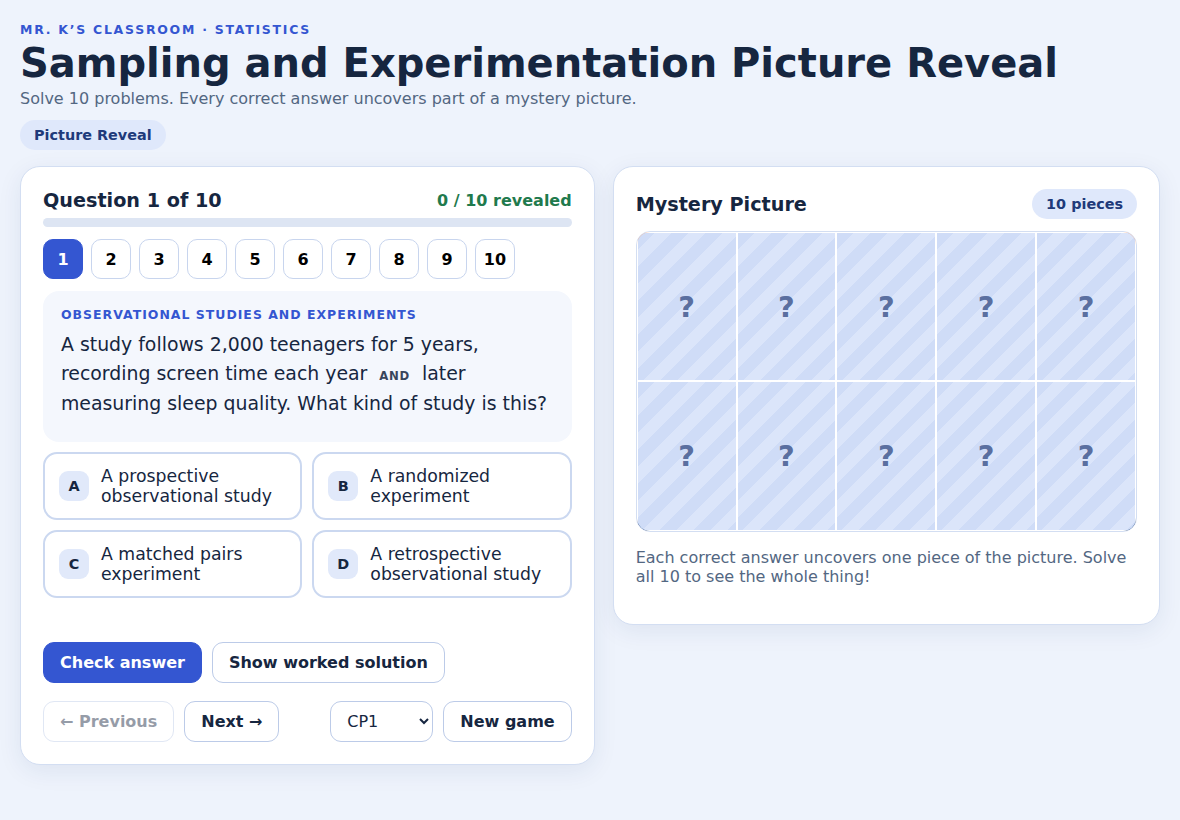 MR. K’S CLASSROOM · STATISTICS
Sampling and Experimentation Picture Reveal
Solve 10 problems. Every correct answer uncovers part of a mystery picture.
Picture Reveal
Question 1 of 10
0 / 10 revealed
1 2 3 4 5 6 7 8 9 10
OBSERVATIONAL STUDIES AND EXPERIMENTS
A study follows 2,000 teenagers for 5 years,
recording screen time each year AND later
measuring sleep quality. What kind of study is this?
A A prospective
observational study
B A randomized
experiment
C A matched pairs
experiment
D A retrospective
observational study
Check answer
Show worked solution
← Previous
Next →
CP1
New game
Mystery Picture
10 pieces
? ? ? ? ?
? ? ? ? ?
Each correct answer uncovers one piece of the picture. Solve
all 10 to see the whole thing!